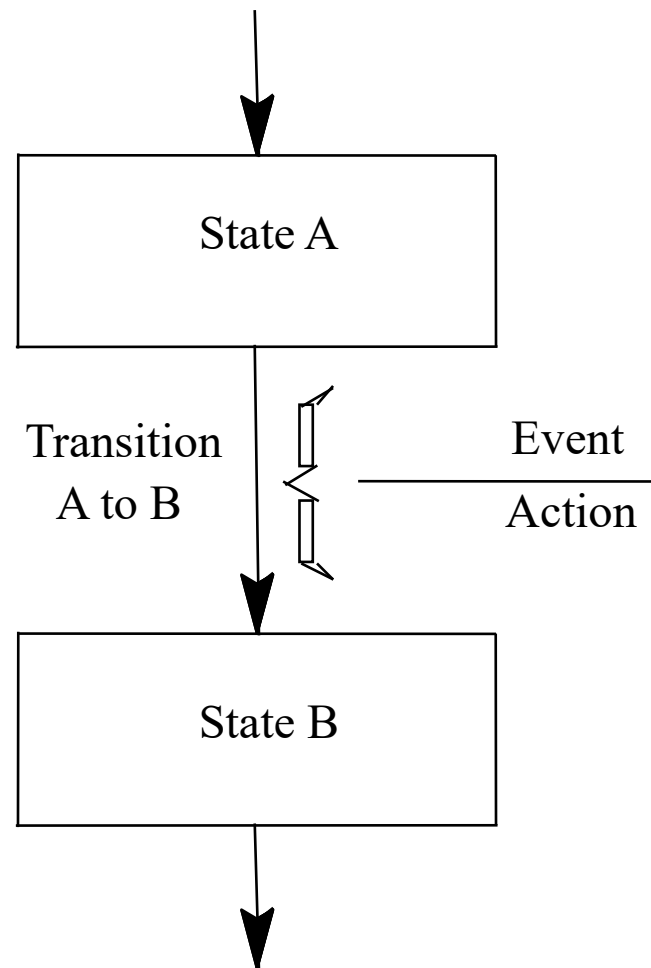 State A
Transition
A to B
Event
Action
State B